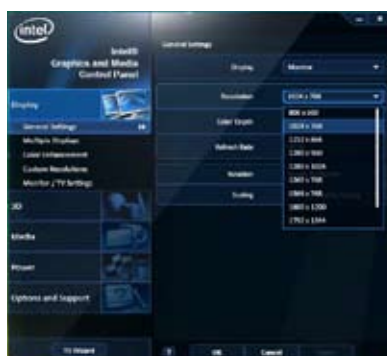 intel
Intel®
Graphics and Media
Control Panel
Display
General Settings
Multiple Displays
Color Enhancement
Custom Resolutions
Monitor / TV Settings
3D
Media
Power
Options and Support
TV Wizard
General Settings
Display
Monitor
Resolution
1024 x 768
Color Depth
Refresh Rate
Rotation
Scaling
800 x 600
1024 x 768
1152 x 864
1280 x 1024
1360 x 768
1366 x 768
1600 x 1200
1792 x 1344
?
OK
Cancel